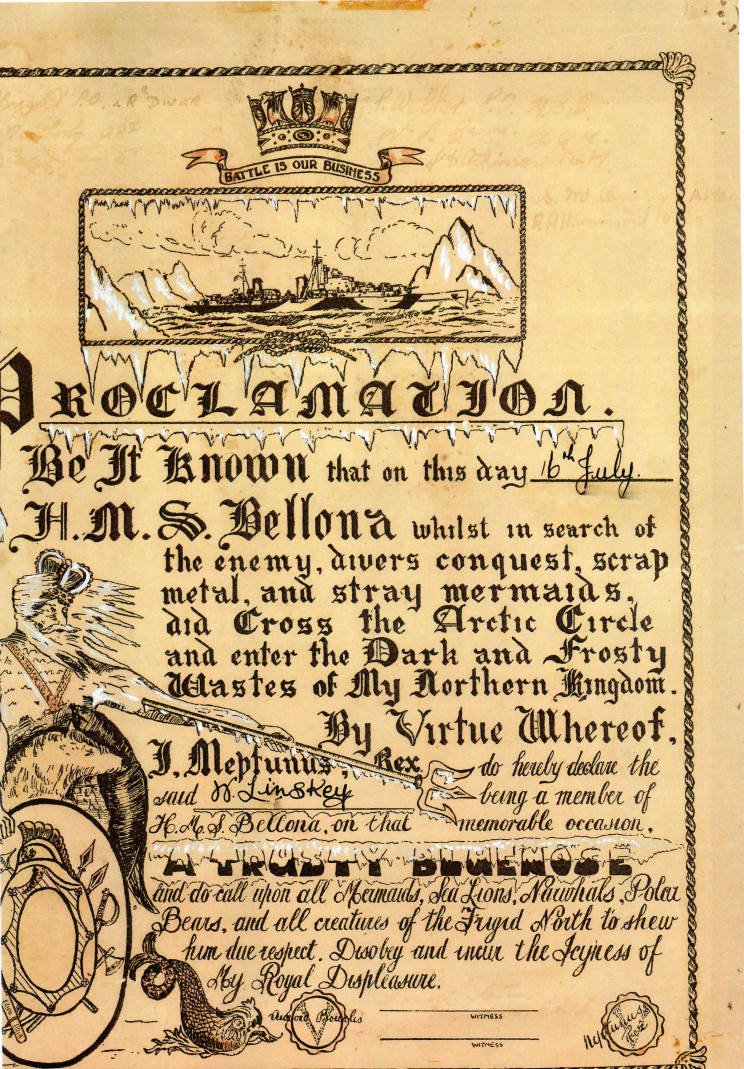 BATTLE IS OUR BUSINESS
PROCLAMATION.
Be It Known that on this day 16th July.
H.M.S. Bellona whilst in search of
the enemy, divers conquest, scrap
metal, and stray mermaids,
did Cross the Arctic Circle
and enter the Dark and Frosty
Wastes of My Northern Kingdom.
By Virtue Whereof,
I, Neptunus, Rex, do hereby declare the
said W. Linskey being a member of
H.M.S. Bellona, on that memorable occasion,
A TRUSTY BLUENOSE
and do call upon all Mermaids, Sea Lions, Narwhals, Polar
Bears, and all creatures of the Frigid North to shew
him due respect. Disobey and incur the Icyness of
My Royal Displeasure.
Aurora Borealis
WITNESS
WITNESS
Neptunus Rex